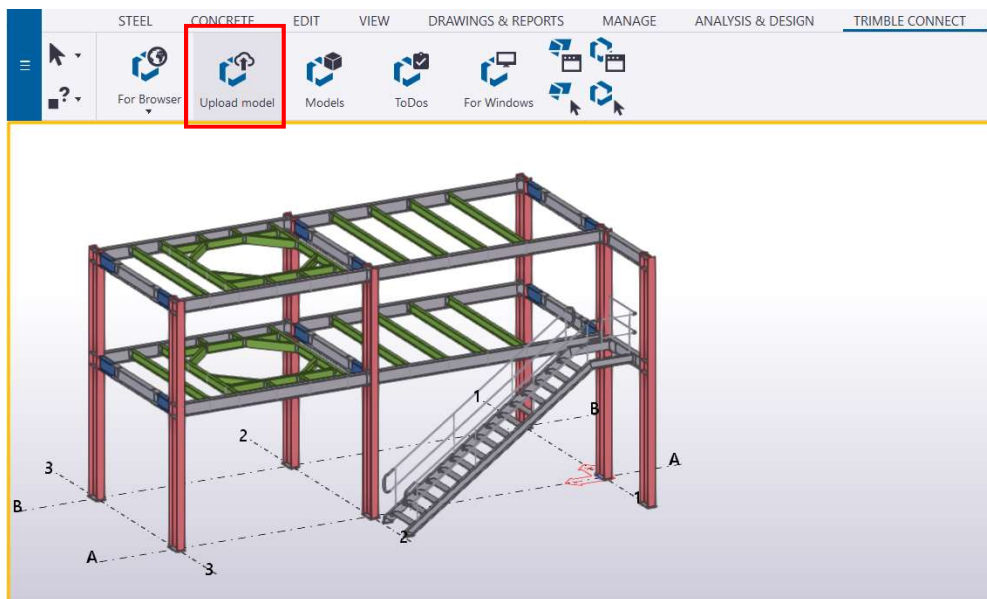 STEEL CONCRETE EDIT VIEW DRAWINGS & REPORTS MANAGE ANALYSIS & DESIGN TRIMBLE CONNECT
For Browser Upload model Models ToDos For Windows
1
B
2
3
A
B
1
A
2
3